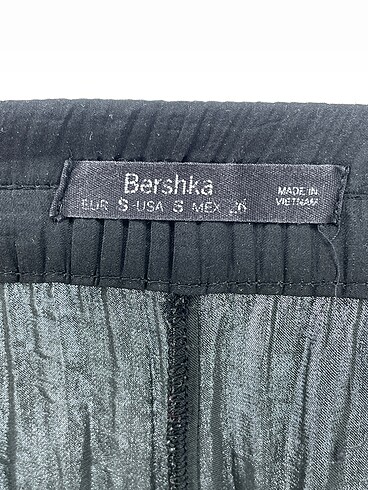 Bershka
EUR S-USA S MEX 26
MADE IN
VIETNAM